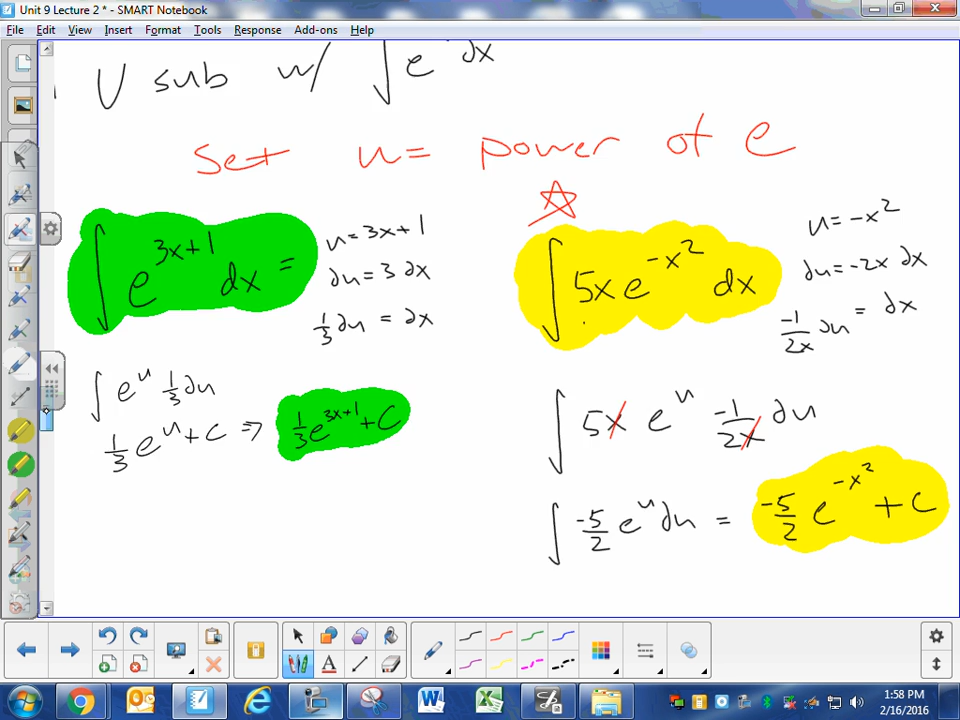 Unit 9 Lecture 2 * - SMART Notebook
File Edit View Insert Format Tools Response Add-ons Help
U sub w/ ∫e dx
Set u= power of e
∫e^{3x+1} dx =
u=3x+1
du=3 dx
1/3 du = dx
∫e^u 1/3 du
1/3 e^u + c => 1/3 e^{3x+1} + C
∫5x e^{-x^2} dx
u=-x^2
du=-2x dx
-1/2x du = dx
∫5x e^u -1/2x du
∫-5/2 e^u du = -5/2 e^{-x^2} + C
1:58 PM
2/16/2016